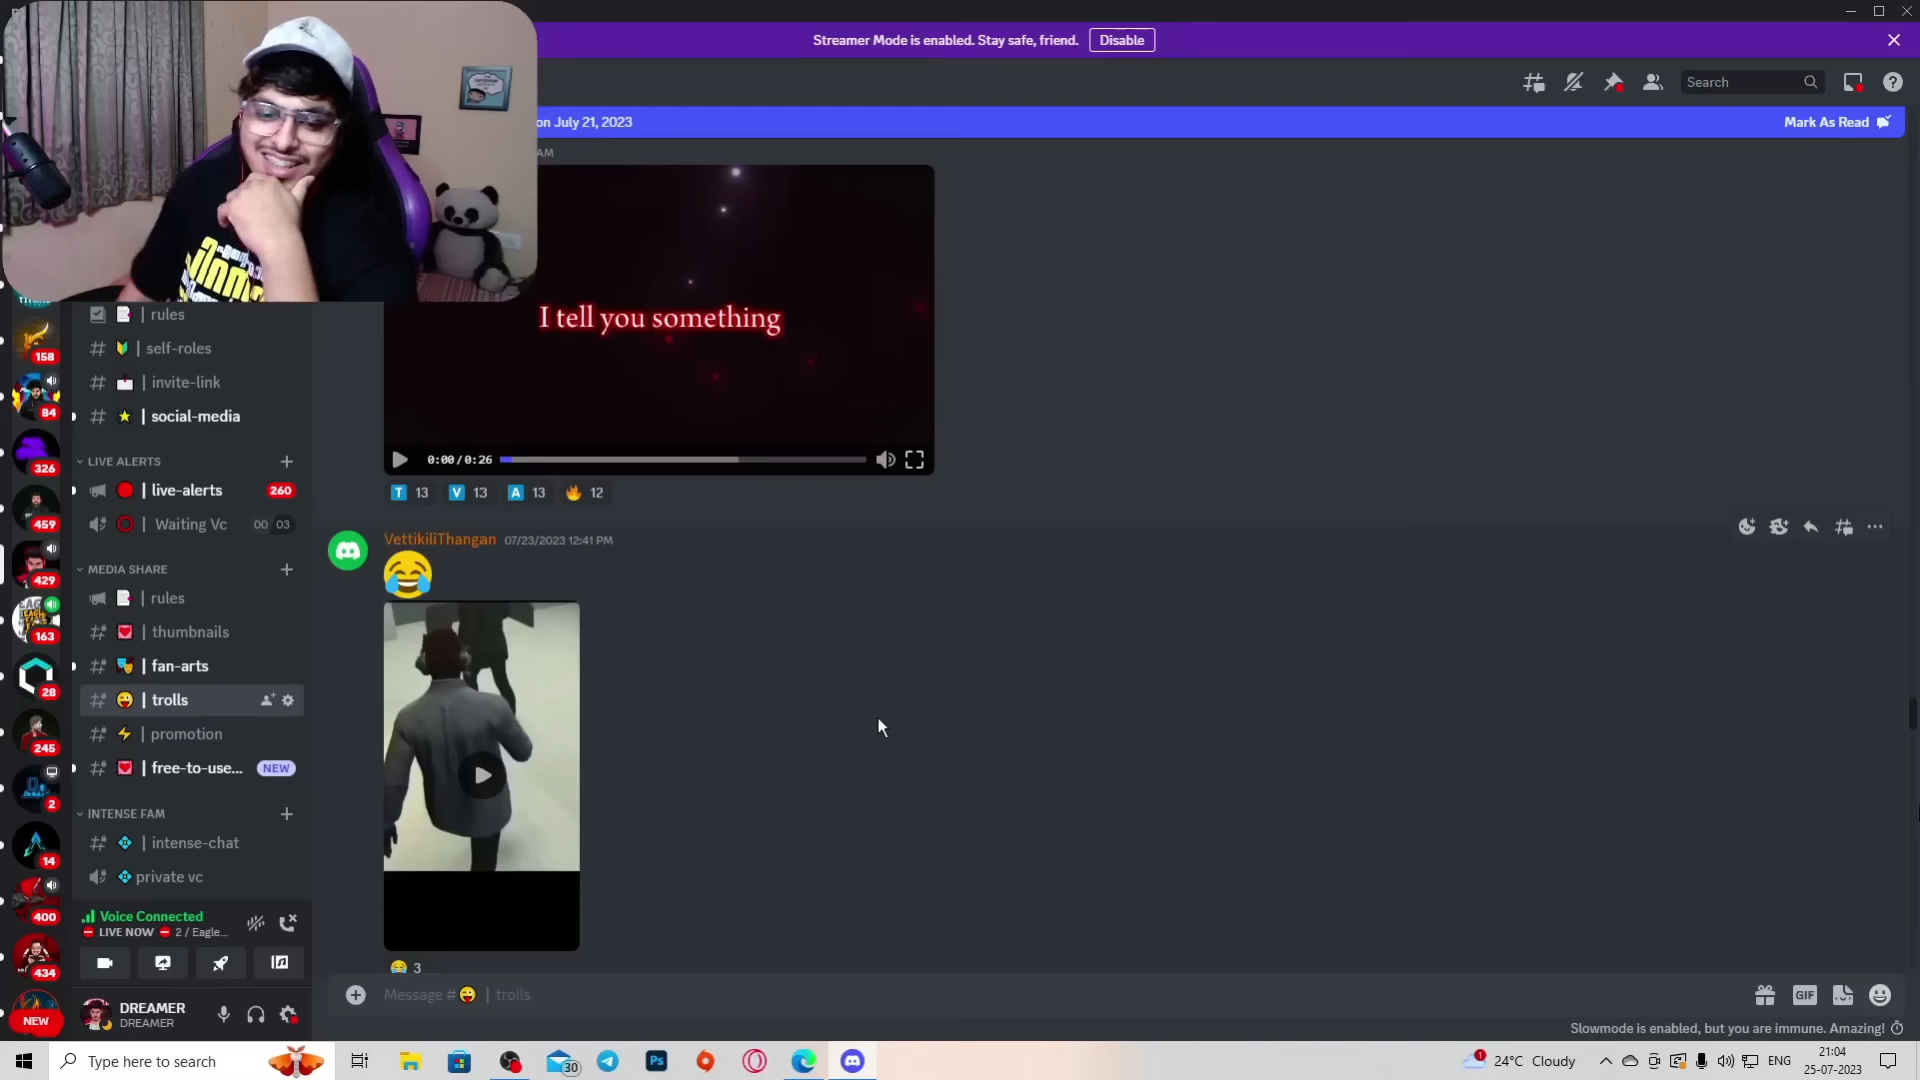 Streamer Mode is enabled. Stay safe, friend.
Disable
Search
on July 21, 2023
Mark As Read
AM
I tell you something
0:00/0:26
T 13 V 13 A 13 🔥 12
VettikiliThangan 07/23/2023 12:41 PM
😂
😂 3
158
84
326
459
429
163
28
245
2
14
400
434
NEW
| rules
| self-roles
| invite-link
| social-media
LIVE ALERTS
| live-alerts 260
| Waiting Vc 00 03
MEDIA SHARE
| rules
| thumbnails
| fan-arts
| trolls
| promotion
| free-to-use... NEW
INTENSE FAM
| intense-chat
private vc
Voice Connected
LIVE NOW 2 / Eagle...
DREAMER
DREAMER
Message #😜 | trolls
GIF
Slowmode is enabled, but you are immune. Amazing!
Type here to search
30
Ps
1
24°C Cloudy
ENG
21:04
25-07-2023